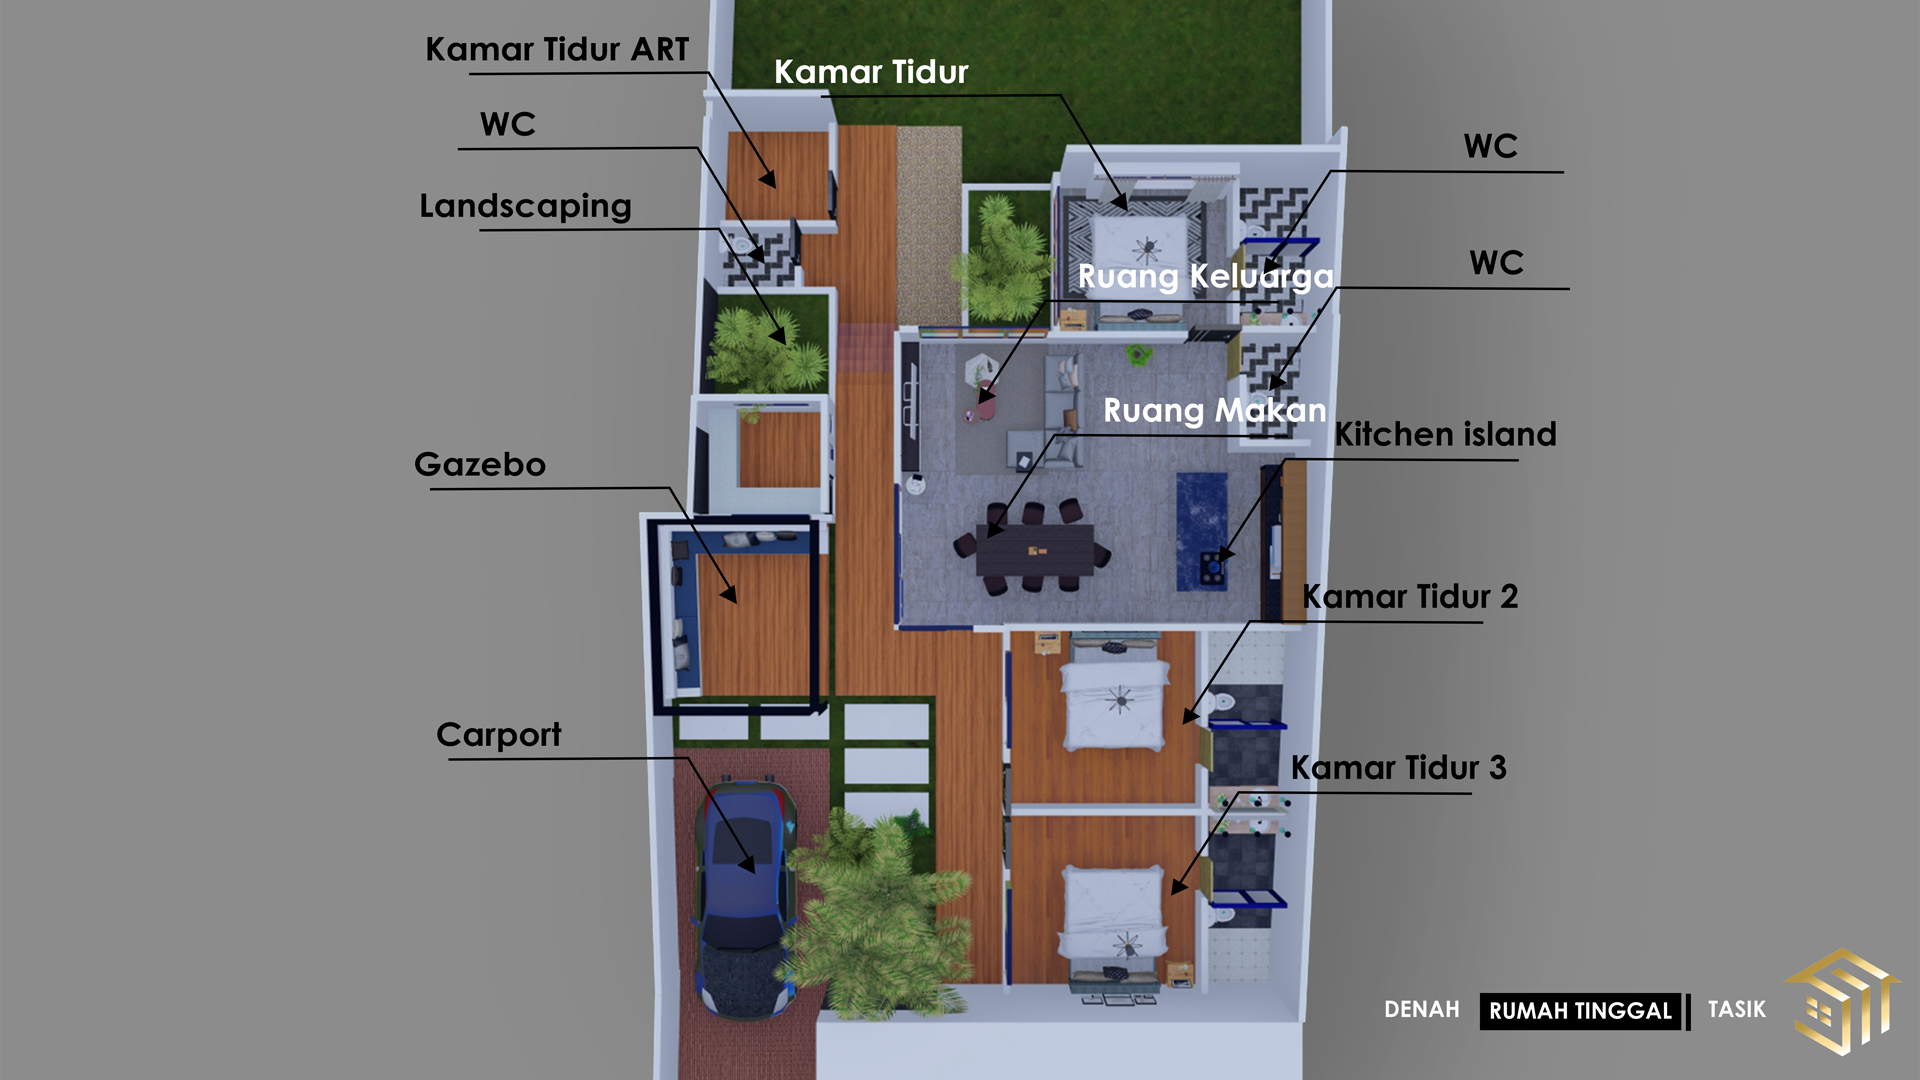 Kamar Tidur ART
Kamar Tidur
WC
WC
Landscaping
WC
Ruang Keluarga
Ruang Makan
Kitchen island
Gazebo
Kamar Tidur 2
Carport
Kamar Tidur 3
DENAH RUMAH TINGGAL TASIK